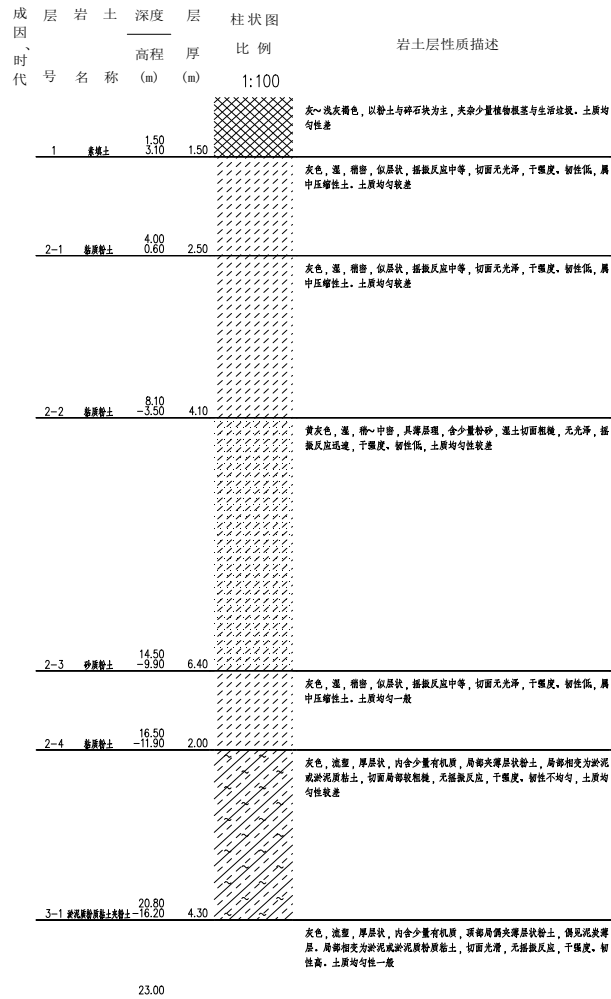 成因、时代
层号
岩土名称
深度
高程
(m)
层厚
(m)
柱状图
比例
1:100
岩土层性质描述
灰~浅灰褐色，以粉土与碎石块为主，夹杂少量植物根茎与生活垃圾。土质均
匀性差
1.50
1 素填土 3.10 1.50
灰色，湿，稍密，似层状，摇振反应中等，切面无光泽，干强度、韧性低，属
中压缩性土。土质均匀较差
4.00
2-1 粘质粉土 0.60 2.50
灰色，湿，稍密，似层状，摇振反应中等，切面无光泽，干强度、韧性低，属
中压缩性土。土质均匀较差
8.10
2-2 粘质粉土 -3.50 4.10
黄灰色，湿，稍~中密，具薄层理，含少量粉砂，湿土切面粗糙，无光泽，摇
振反应迅速，干强度、韧性低，土质均匀性较差
14.50
2-3 砂质粉土 -9.90 6.40
灰色，湿，稍密，似层状，摇振反应中等，切面无光泽，干强度、韧性低，属
中压缩性土。土质均匀一般
16.50
2-4 粘质粉土 -11.90 2.00
灰色，流塑，厚层状，内含少量有机质，局部夹薄层状粉土，局部相变为淤泥
或淤泥质粘土，切面局部较粗糙，无摇振反应，干强度、韧性不均匀，土质均
匀性较差
20.80
3-1 淤泥质粉质粘土夹粉土 -16.20 4.30
灰色，流塑，厚层状，内含少量有机质，顶部局偶夹薄层状粉土，偶见泥炭薄
层。局部相变为淤泥或淤泥质粉质粘土，切面光滑，无摇振反应，干强度、韧
性高。土质均匀性一般
23.00